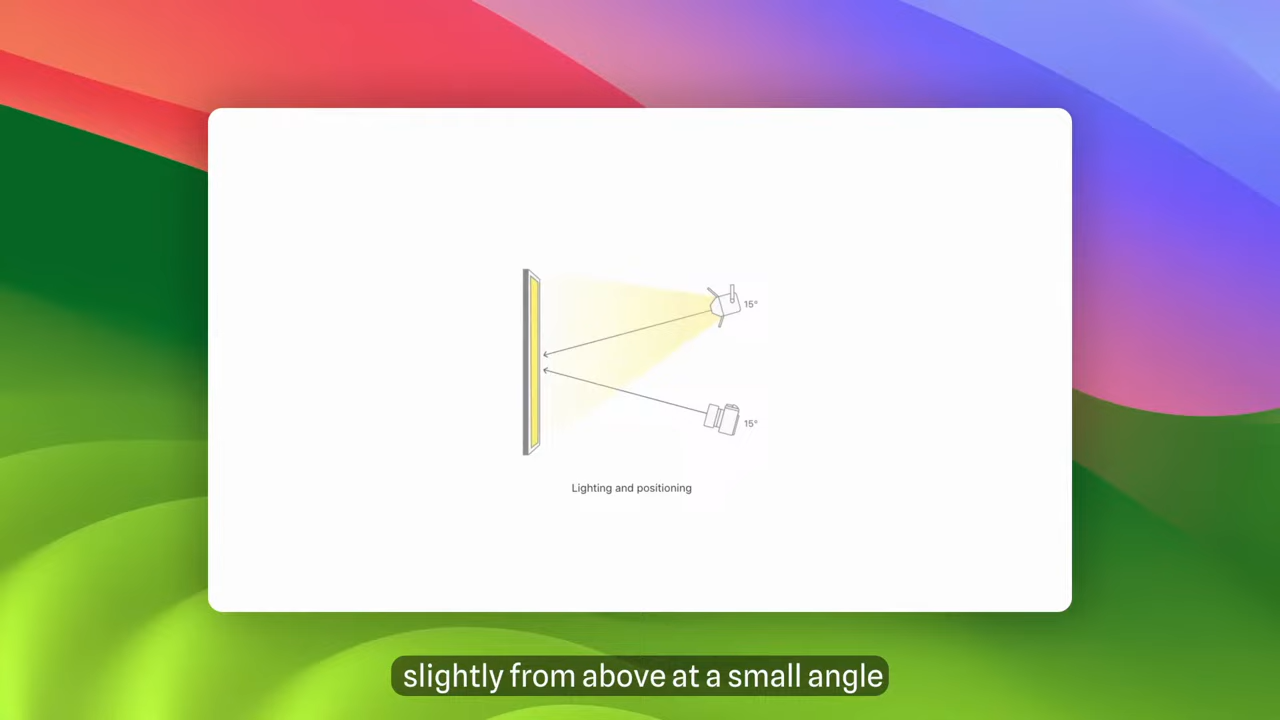 15°
15°
Lighting and positioning
slightly from above at a small angle